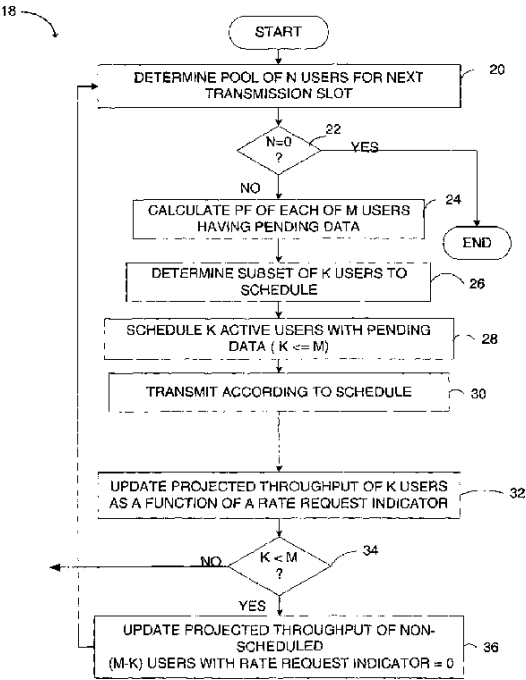 18
START
DETERMINE POOL OF N USERS FOR NEXT
TRANSMISSION SLOT
20
N=0
?
22
YES
NO
CALCULATE PF OF EACH OF M USERS
HAVING PENDING DATA
24
END
DETERMINE SUBSET OF K USERS TO
SCHEDULE
26
SCHEDULE K ACTIVE USERS WITH PENDING
DATA ( K <= M)
28
TRANSMIT ACCORDING TO SCHEDULE
30
UPDATE PROJECTED THROUGHPUT OF K USERS
AS A FUNCTION OF A RATE REQUEST INDICATOR
32
K < M
?
34
NO
YES
UPDATE PROJECTED THROUGHPUT OF NON-
SCHEDULED
(M-K) USERS WITH RATE REQUEST INDICATOR = 0
36